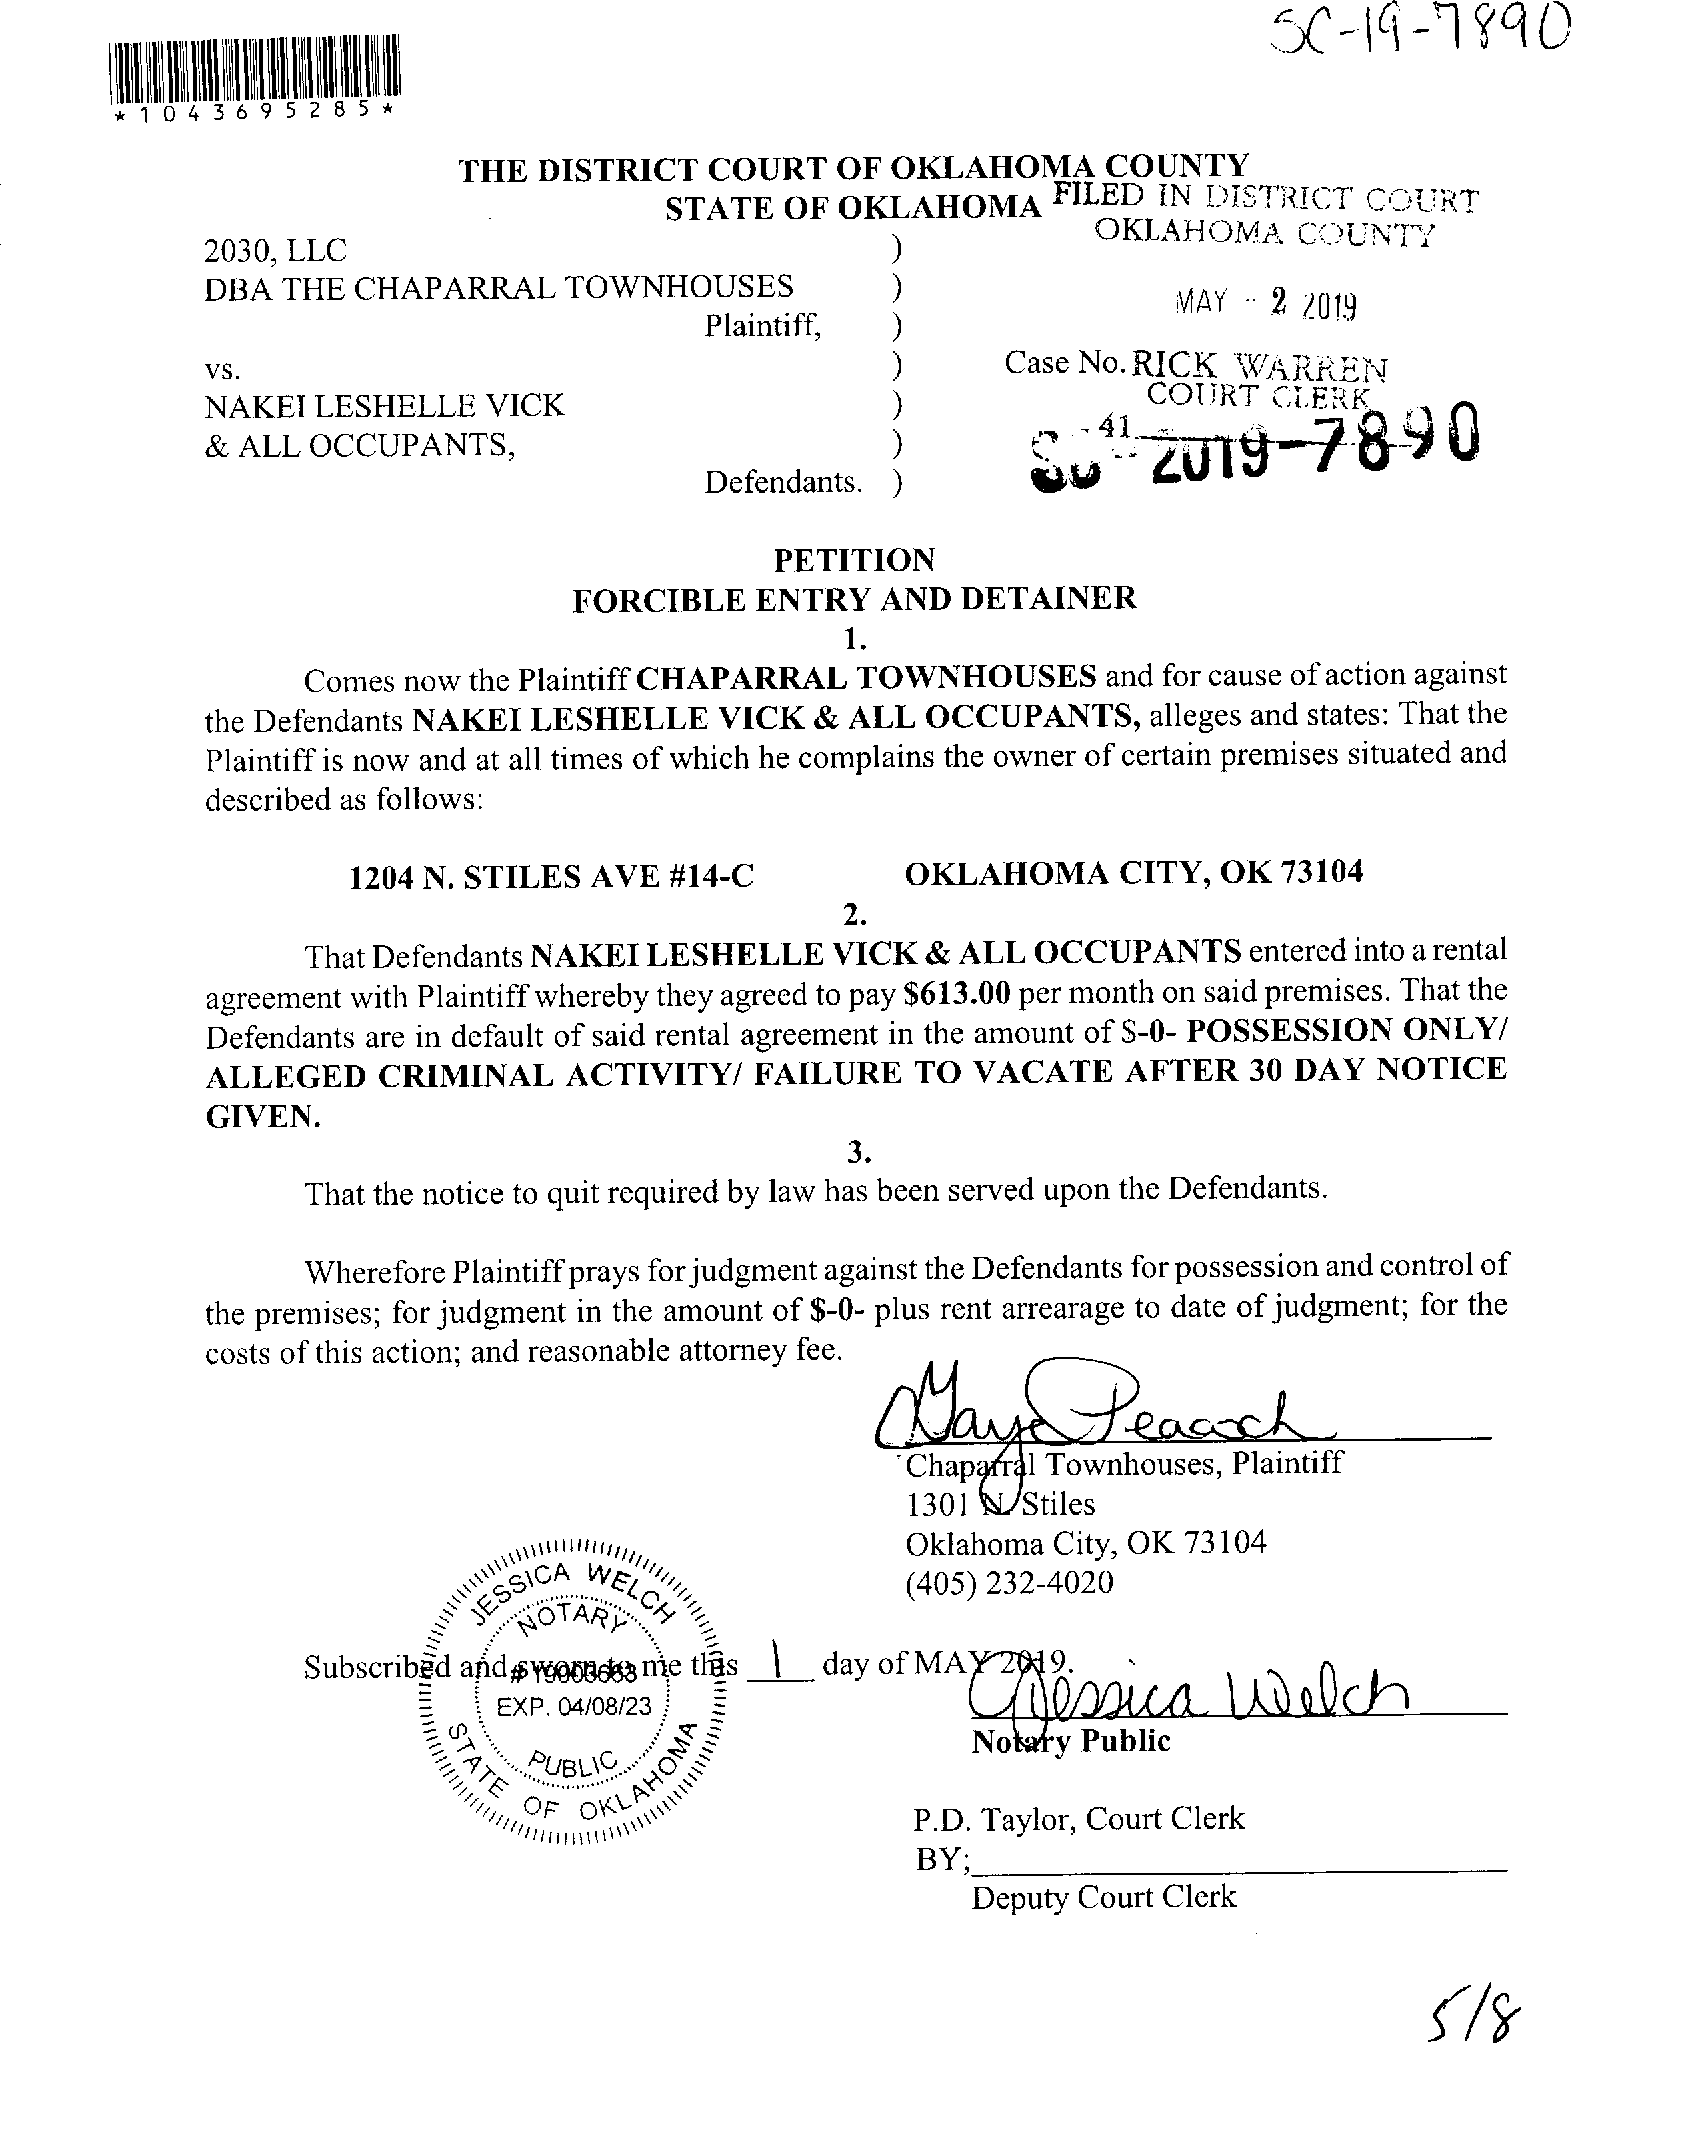 SC-19-7890
*1043695285*
THE DISTRICT COURT OF OKLAHOMA COUNTY
STATE OF OKLAHOMA
FILED IN DISTRICT COURT
OKLAHOMA COUNTY
2030, LLC )
DBA THE CHAPARRAL TOWNHOUSES )
MAY - 2 2019
Plaintiff, )
vs. ) Case No. RICK WARREN
COURT CLERK
NAKEI LESHELLE VICK )
41
& ALL OCCUPANTS, ) SC - 2019-7890
Defendants. )
PETITION
FORCIBLE ENTRY AND DETAINER
1.
Comes now the Plaintiff CHAPARRAL TOWNHOUSES and for cause of action against
the Defendants NAKEI LESHELLE VICK & ALL OCCUPANTS, alleges and states: That the
Plaintiff is now and at all times of which he complains the owner of certain premises situated and
described as follows:
1204 N. STILES AVE #14-C OKLAHOMA CITY, OK 73104
2.
That Defendants NAKEI LESHELLE VICK & ALL OCCUPANTS entered into a rental
agreement with Plaintiff whereby they agreed to pay $613.00 per month on said premises. That the
Defendants are in default of said rental agreement in the amount of $-0- POSSESSION ONLY/
ALLEGED CRIMINAL ACTIVITY/ FAILURE TO VACATE AFTER 30 DAY NOTICE
GIVEN.
3.
That the notice to quit required by law has been served upon the Defendants.
Wherefore Plaintiff prays for judgment against the Defendants for possession and control of
the premises; for judgment in the amount of $-0- plus rent arrearage to date of judgment; for the
costs of this action; and reasonable attorney fee.
Gaye Peacock
Chaparral Townhouses, Plaintiff
1301 N. Stiles
Oklahoma City, OK 73104
(405) 232-4020
JESSICA WELCH
NOTARY
Subscribed and sworn to me this 1 day of MAY 2019.
EXP. 04/08/23
PUBLIC
STATE OF OKLAHOMA
Jessica Welch
Notary Public
P.D. Taylor, Court Clerk
BY;
Deputy Court Clerk
5/8